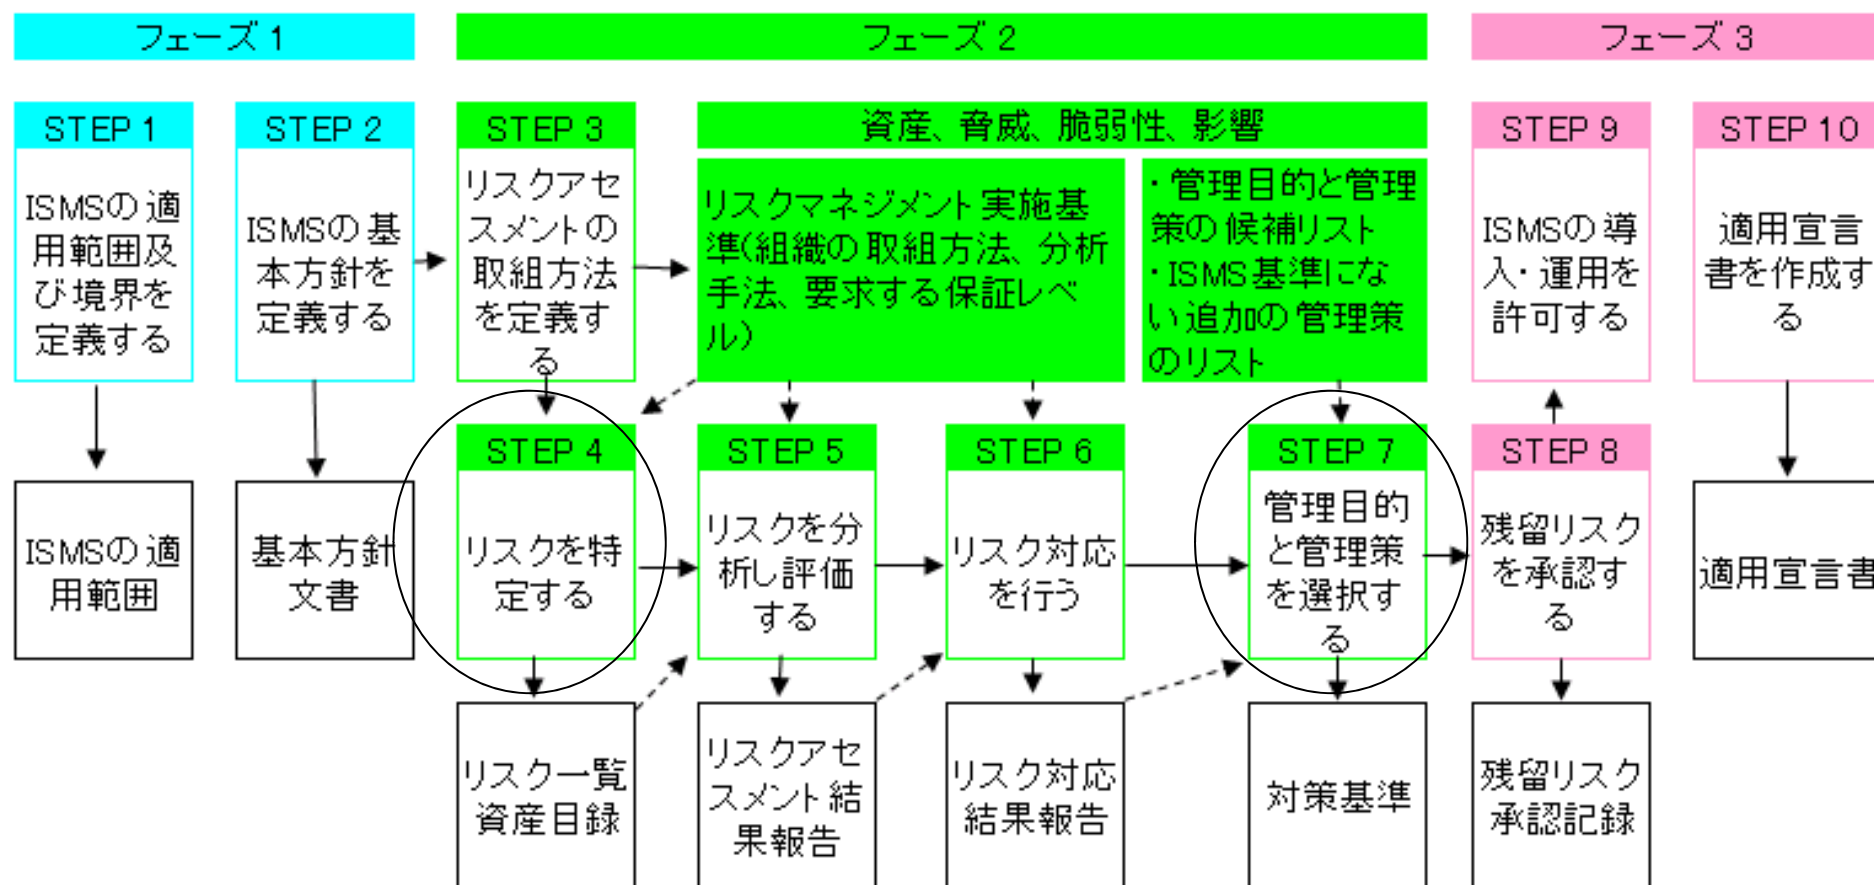 フェーズ 1
フェーズ 2
フェーズ 3
STEP 1
ISMSの適
用範囲及
び境界を
定義する
STEP 2
ISMSの基
本方針を
定義する
STEP 3
リスクアセ
スメントの
取組方法
を定義す
る
資産、脅威、脆弱性、影響
リスクマネジメント実施基
準(組織の取組方法、分析
手法、要求する保証レベ
ル)
・管理目的と管理
策の候補リスト
・ISMS基準にな
い追加の管理策
のリスト
STEP 9
ISMSの導
入・運用を
許可する
STEP 10
適用宣言
書を作成す
る
STEP 4
リスクを特
定する
STEP 5
リスクを分
析し評価
する
STEP 6
リスク対応
を行う
STEP 7
管理目的
と管理策
を選択す
る
STEP 8
残留リスク
を承認す
る
ISMSの適
用範囲
基本方針
文書
適用宣言書
リスク一覧
資産目録
リスクアセ
スメント結
果報告
リスク対応
結果報告
対策基準
残留リスク
承認記録